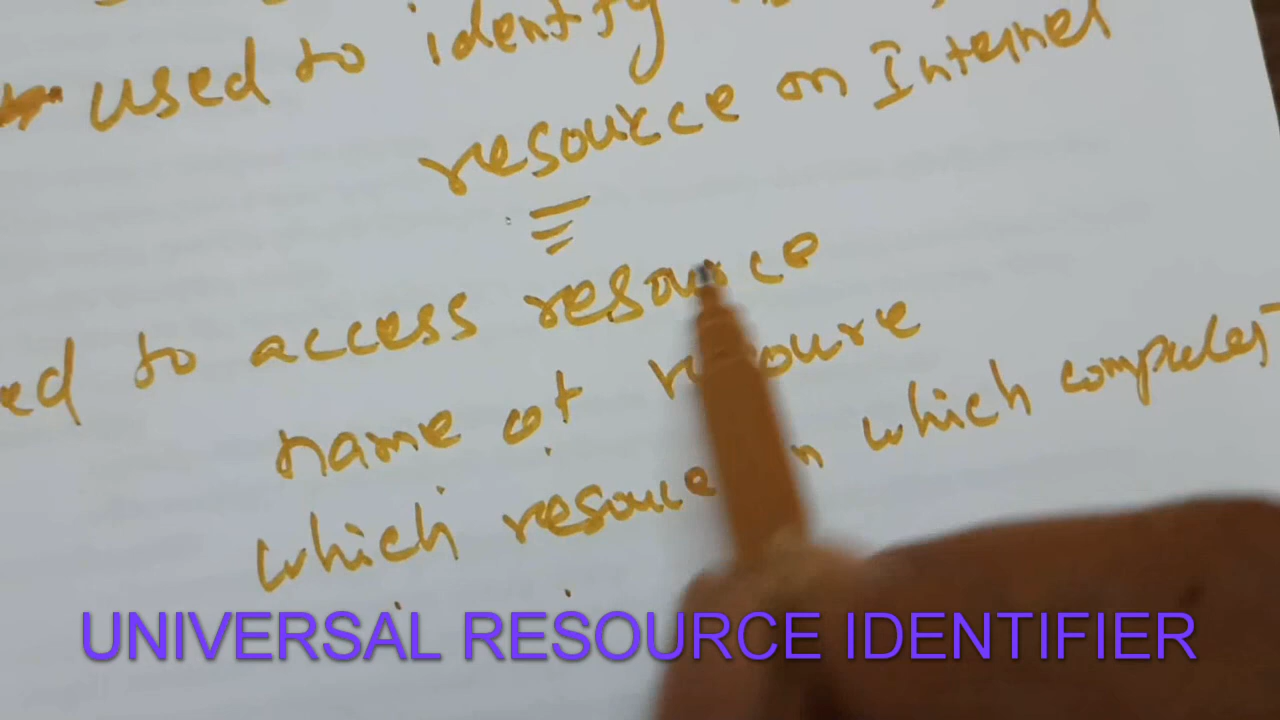 used to identify
resource on Internet
ed to access resource
name of resoure
which resource n which computer
UNIVERSAL RESOURCE IDENTIFIER